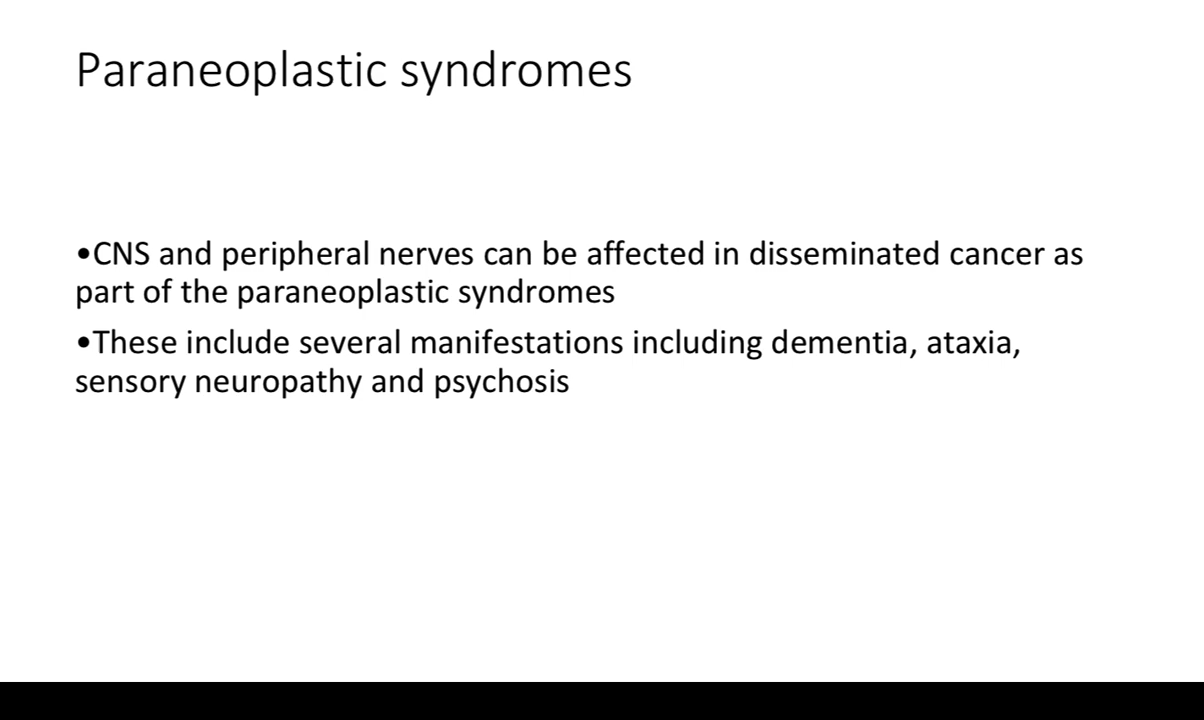 Paraneoplastic syndromes
•CNS and peripheral nerves can be affected in disseminated cancer as
part of the paraneoplastic syndromes
•These include several manifestations including dementia, ataxia,
sensory neuropathy and psychosis